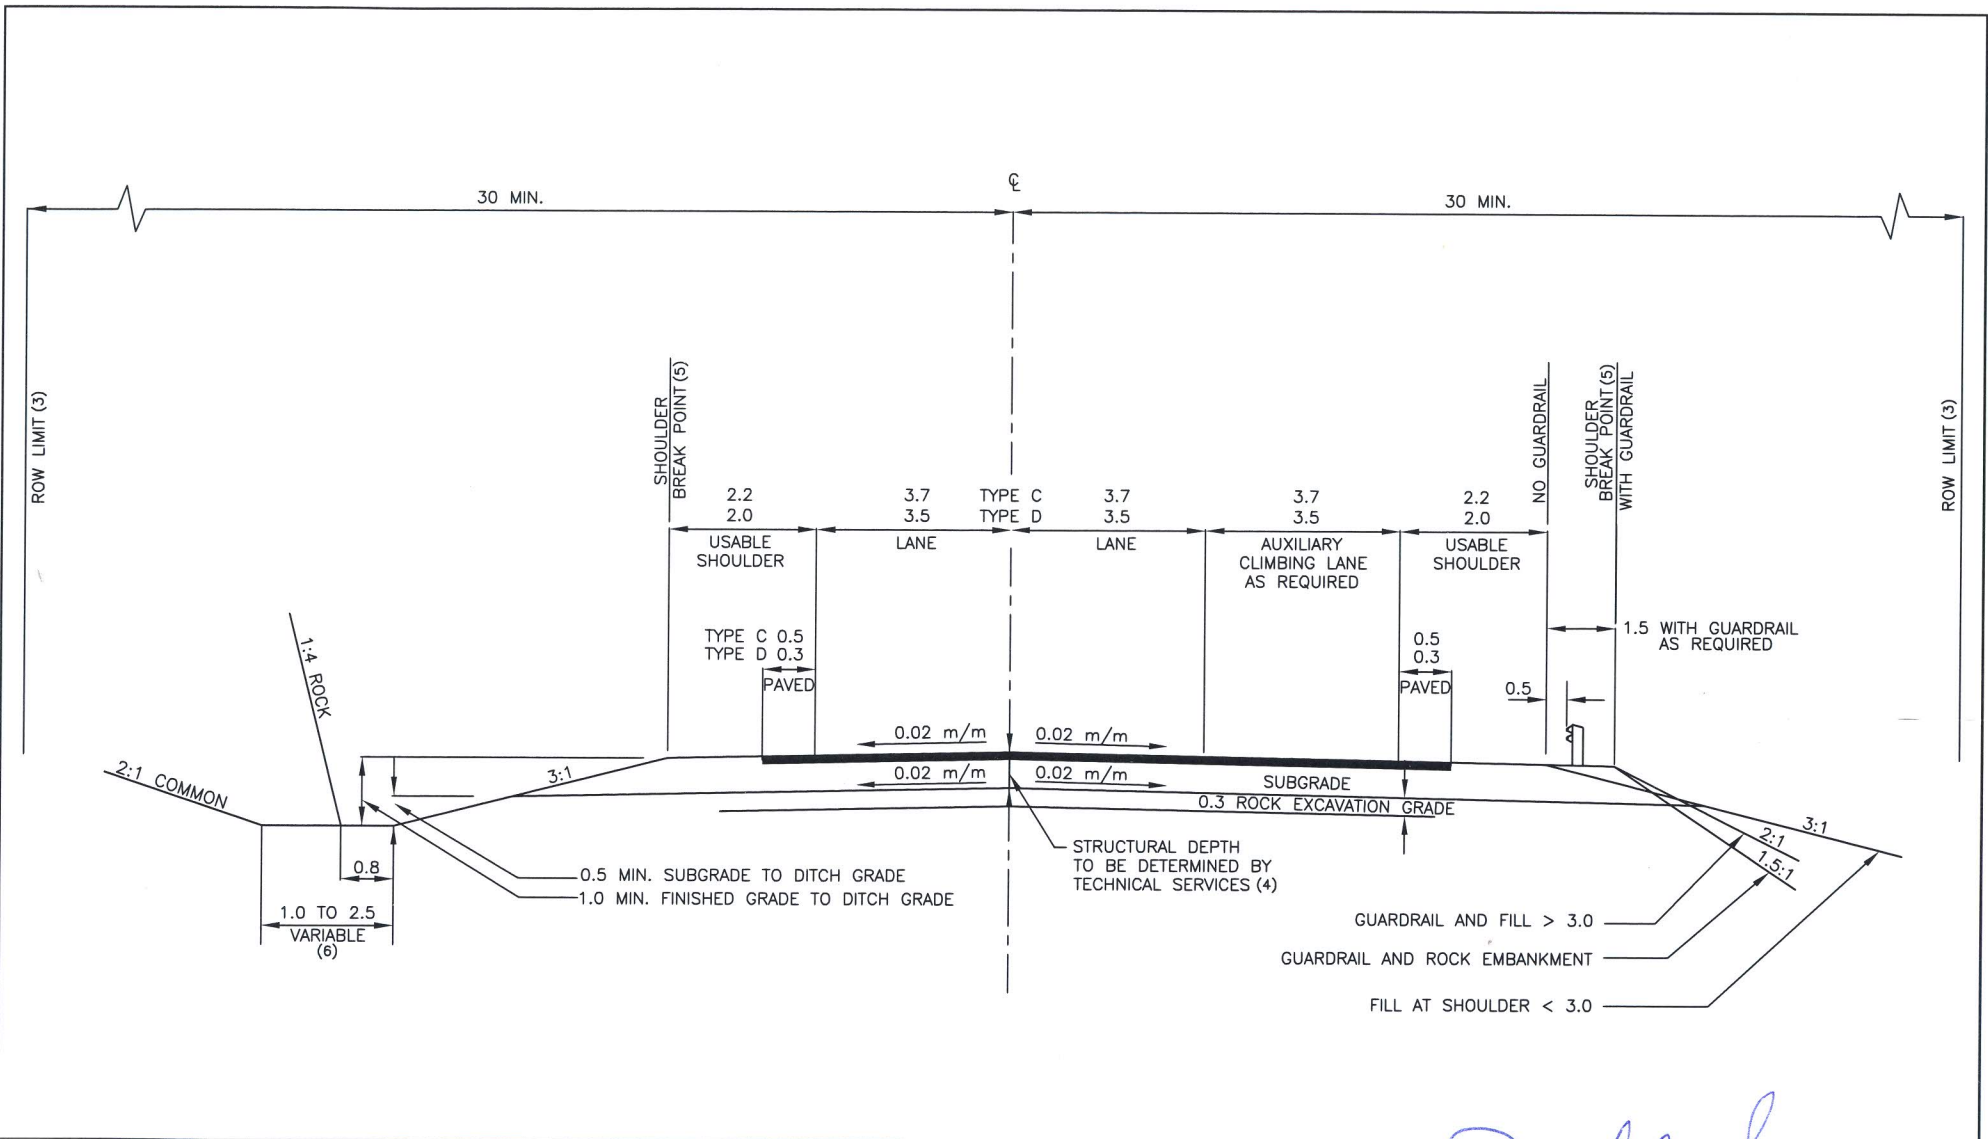 ℄
30 MIN.
30 MIN.
ROW LIMIT (3)
SHOULDER
BREAK POINT (5)
NO GUARDRAIL
SHOULDER
BREAK POINT (5)
WITH GUARDRAIL
ROW LIMIT (3)
2.2 3.7 TYPE C 3.7 3.7 2.2
2.0 3.5 TYPE D 3.5 3.5 2.0
USABLE
SHOULDER
LANE
LANE
AUXILIARY
CLIMBING LANE
AS REQUIRED
USABLE
SHOULDER
TYPE C 0.5
TYPE D 0.3
PAVED
0.5
0.3
PAVED
1.5 WITH GUARDRAIL
AS REQUIRED
0.5
1:4 ROCK
2:1 COMMON
3:1
0.02 m/m 0.02 m/m
0.02 m/m 0.02 m/m
SUBGRADE
0.3 ROCK EXCAVATION GRADE
3:1
2:1
1.5:1
0.8
1.0 TO 2.5
VARIABLE
(6)
0.5 MIN. SUBGRADE TO DITCH GRADE
1.0 MIN. FINISHED GRADE TO DITCH GRADE
STRUCTURAL DEPTH
TO BE DETERMINED BY
TECHNICAL SERVICES (4)
GUARDRAIL AND FILL > 3.0
GUARDRAIL AND ROCK EMBANKMENT
FILL AT SHOULDER < 3.0